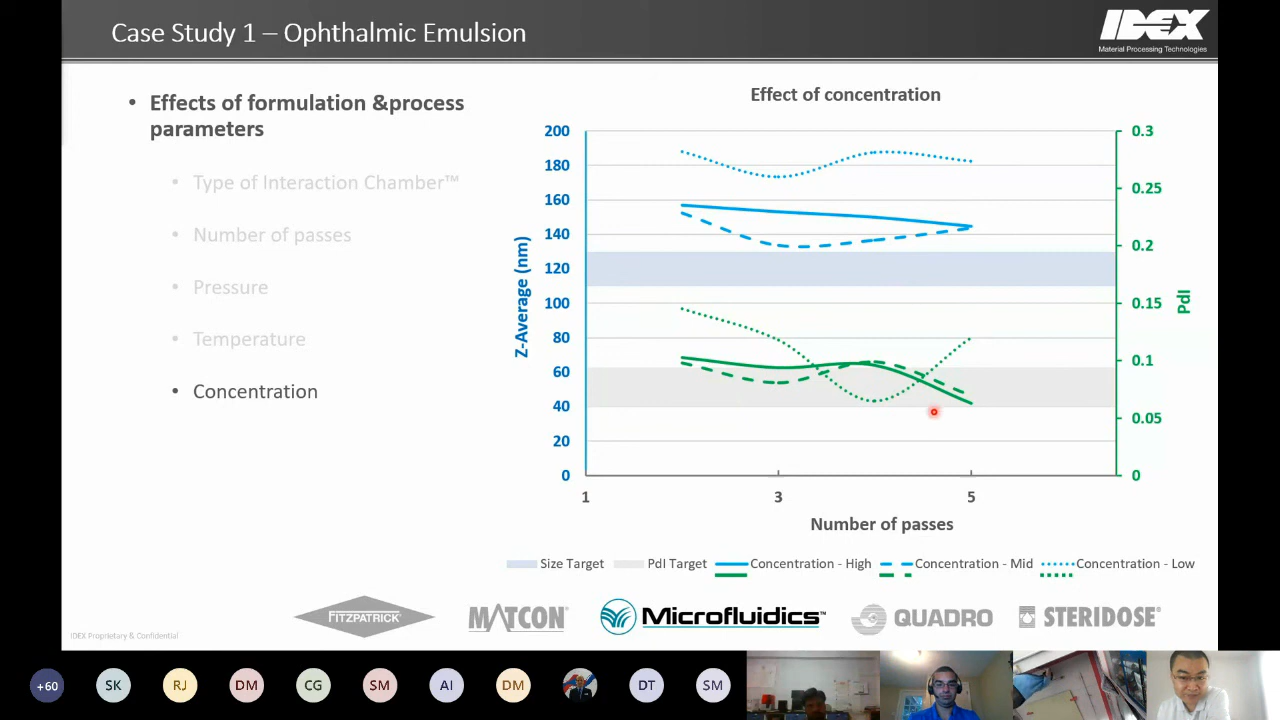 Case Study 1 – Ophthalmic Emulsion
IDEX
Material Processing Technologies
• Effects of formulation &process
parameters
• Type of Interaction Chamber™
• Number of passes
• Pressure
• Temperature
• Concentration
Effect of concentration
200
180
160
140
120
100
80
60
40
20
0
Z-Average (nm)
0.3
0.25
0.2
0.15
0.1
0.05
0
PdI
1
3
5
Number of passes
Size Target
PdI Target
Concentration - High
Concentration - Mid
Concentration - Low
FITZPATRICK
MATCON
Microfluidics™
QUADRO
STERIDOSE
IDEX Proprietary & Confidential
+60
SK
RJ
DM
CG
SM
AI
DM
DT
SM